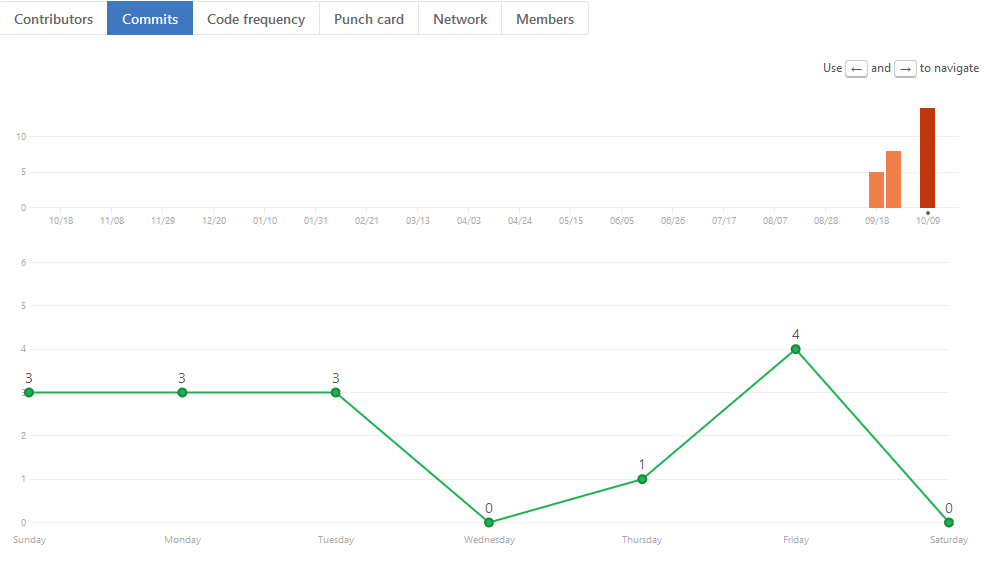 Contributors Commits Code frequency Punch card Network Members
Use ← and → to navigate
10
5
0
10/18 11/08 11/29 12/20 01/10 01/31 02/21 03/13 04/03 04/24 05/15 06/05 06/26 07/17 08/07 08/28 09/18 10/09
6
5
4
4
3 3 3
3
2
1
1
0 0
0
Sunday Monday Tuesday Wednesday Thursday Friday Saturday